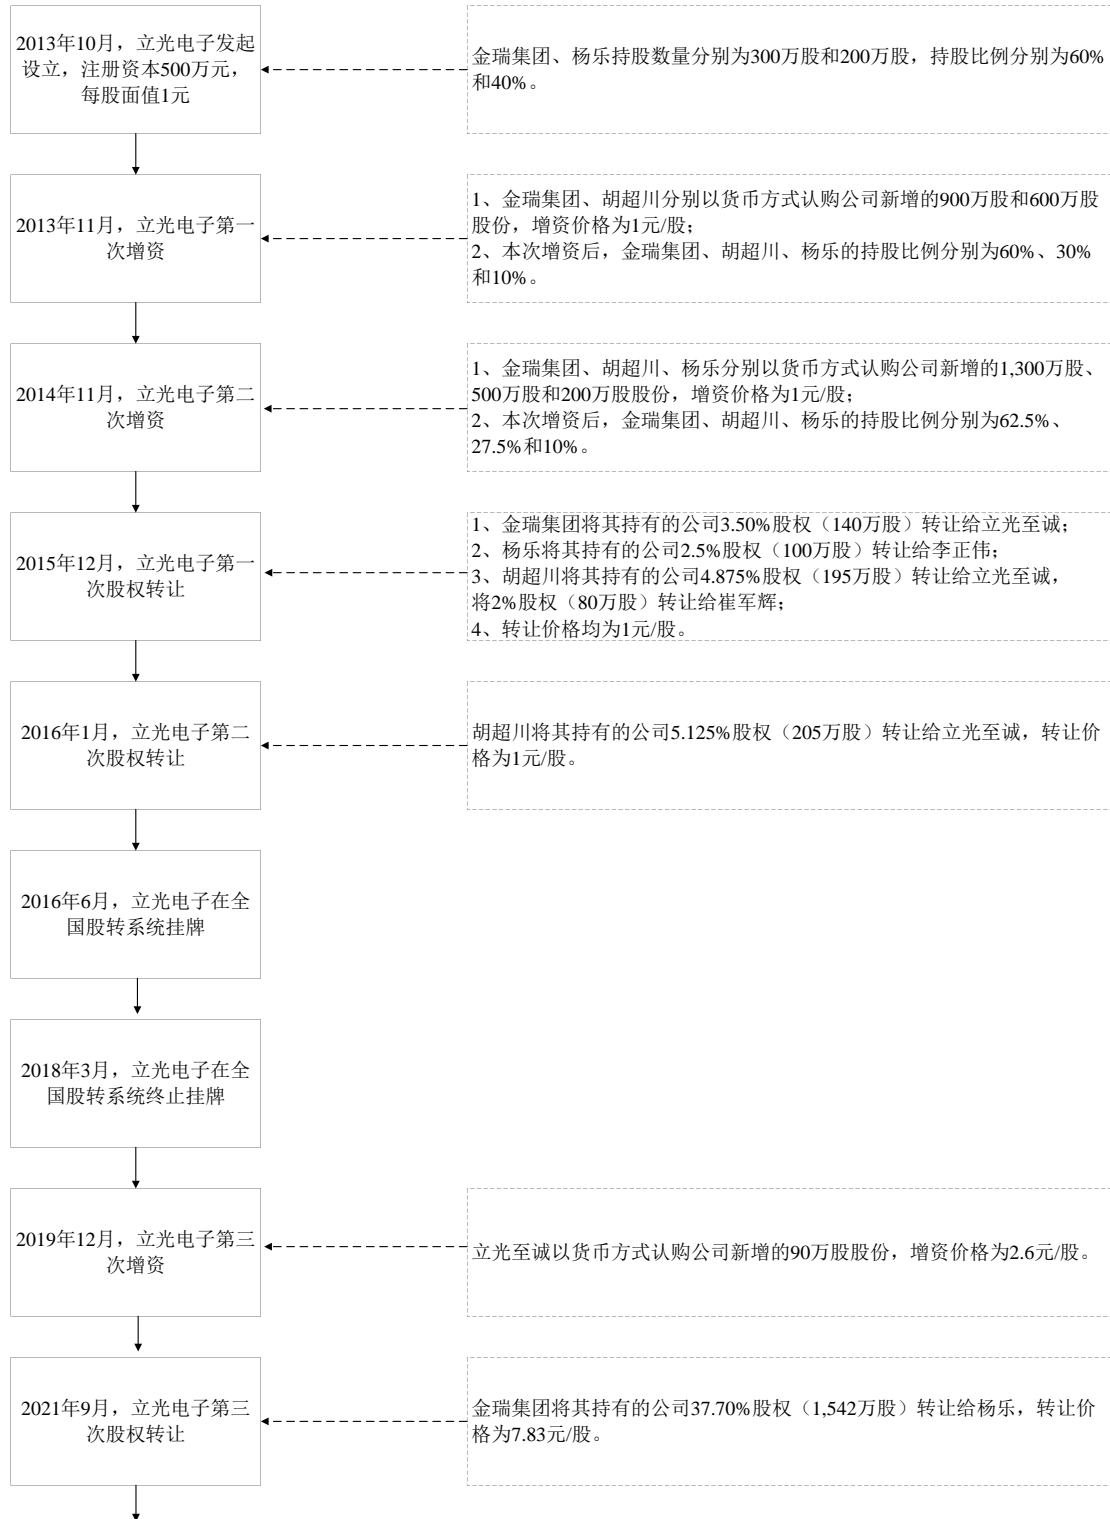 2013年10月，立光电子发起
设立，注册资本500万元，
每股面值1元
金瑞集团、杨乐持股数量分别为300万股和200万股，持股比例分别为60%
和40%。
2013年11月，立光电子第一
次增资
1、金瑞集团、胡超川分别以货币方式认购公司新增的900万股和600万股
股份，增资价格为1元/股；
2、本次增资后，金瑞集团、胡超川、杨乐的持股比例分别为60%、30%
和10%。
2014年11月，立光电子第二
次增资
1、金瑞集团、胡超川、杨乐分别以货币方式认购公司新增的1,300万股、
500万股和200万股股份，增资价格为1元/股；
2、本次增资后，金瑞集团、胡超川、杨乐的持股比例分别为62.5%、
27.5%和10%。
2015年12月，立光电子第一
次股权转让
1、金瑞集团将其持有的公司3.50%股权（140万股）转让给立光至诚；
2、杨乐将其持有的公司2.5%股权（100万股）转让给李正伟；
3、胡超川将其持有的公司4.875%股权（195万股）转让给立光至诚，
将2%股权（80万股）转让给崔军辉；
4、转让价格均为1元/股。
2016年1月，立光电子第二
次股权转让
胡超川将其持有的公司5.125%股权（205万股）转让给立光至诚，转让价
格为1元/股。
2016年6月，立光电子在全
国股转系统挂牌
2018年3月，立光电子在全
国股转系统终止挂牌
2019年12月，立光电子第三
次增资
立光至诚以货币方式认购公司新增的90万股股份，增资价格为2.6元/股。
2021年9月，立光电子第三
次股权转让
金瑞集团将其持有的公司37.70%股权（1,542万股）转让给杨乐，转让价
格为7.83元/股。